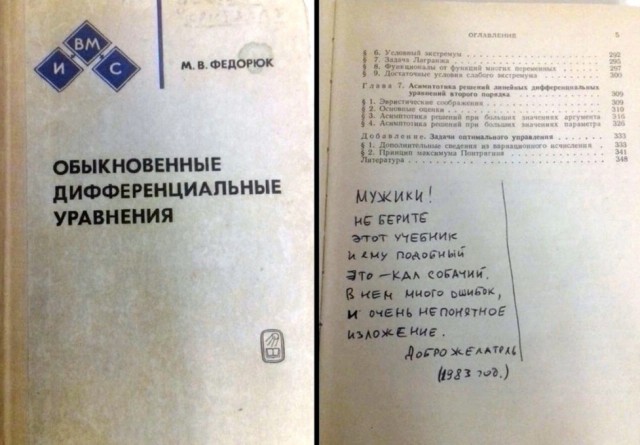 ВМ
И С
М. В. ФЕДОРЮК
ОБЫКНОВЕННЫЕ
ДИФФЕРЕНЦИАЛЬНЫЕ
УРАВНЕНИЯ
ОГЛАВЛЕНИЕ 5
§ 6. Условный экстремум 292
§ 7. Задача Лагранжа 295
§ 8. Функционалы от функций многих переменных 297
§ 9. Достаточные условия слабого экстремума 300
Глава 7. Асимптотика решений линейных дифференциальных
уравнений второго порядка 309
§ 1. Эвристические соображения 309
§ 2. Основные оценки 310
§ 3. Асимптотика решений при больших значениях аргумента 316
§ 4. Асимптотика решений при больших значениях параметра 326
Добавление. Задачи оптимального управления 333
§ 1. Дополнительные сведения из вариационного исчисления 333
§ 2. Принцип максимума Понтрягина 341
Литература 348
МУЖИКИ!
НЕ БЕРИТЕ
ЭТОТ УЧЕБНИК
И ЕМУ ПОДОБНЫЙ
ЭТО – КАЛ СОБАЧИЙ.
В НЕМ МНОГО ОШИБОК,
И ОЧЕНЬ НЕПОНЯТНОЕ
ИЗЛОЖЕНИЕ.
ДОБРОЖЕЛАТЕЛЬ
(1983 ГОД.)